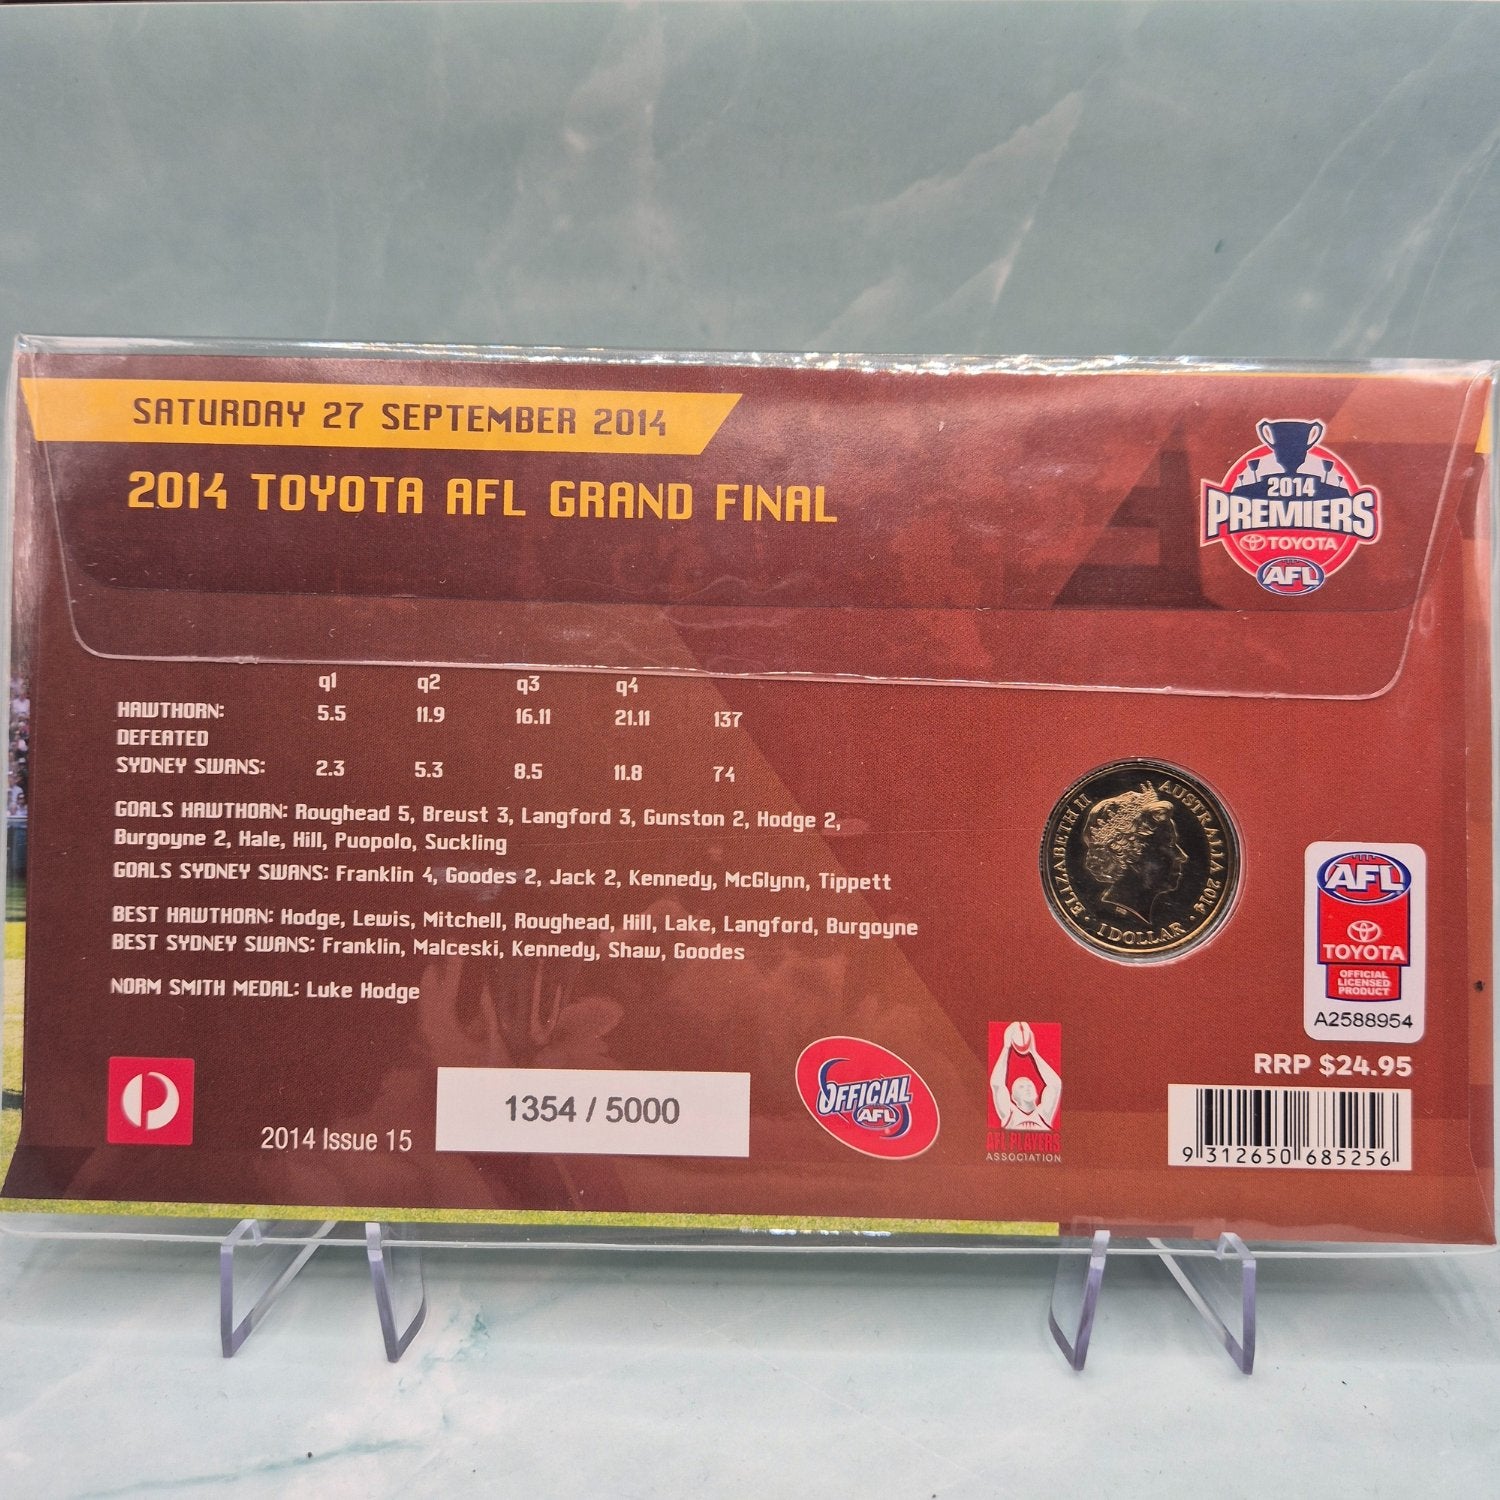 SATURDAY 27 SEPTEMBER 2014
2014 TOYOTA AFL GRAND FINAL
2014
PREMIERS
TOYOTA
AFL
q1 q2 q3 q4
HAWTHORN: 5.5 11.9 16.11 21.11 137
DEFEATED
SYDNEY SWANS: 2.3 5.3 8.5 11.8 74
GOALS HAWTHORN: Roughead 5, Breust 3, Langford 3, Gunston 2, Hodge 2,
Burgoyne 2, Hale, Hill, Puopolo, Suckling
GOALS SYDNEY SWANS: Franklin 4, Goodes 2, Jack 2, Kennedy, McGlynn, Tippett
BEST HAWTHORN: Hodge, Lewis, Mitchell, Roughead, Hill, Lake, Langford, Burgoyne
BEST SYDNEY SWANS: Franklin, Malceski, Kennedy, Shaw, Goodes
NORM SMITH MEDAL: Luke Hodge
ELIZABETH II AUSTRALIA 2014
1 DOLLAR
AFL
TOYOTA
OFFICIAL
LICENSED
PRODUCT
A2588954
RRP $24.95
9 312650 685256
2014 Issue 15
1354 / 5000
OFFICIAL
AFL
AFL PLAYERS
ASSOCIATION